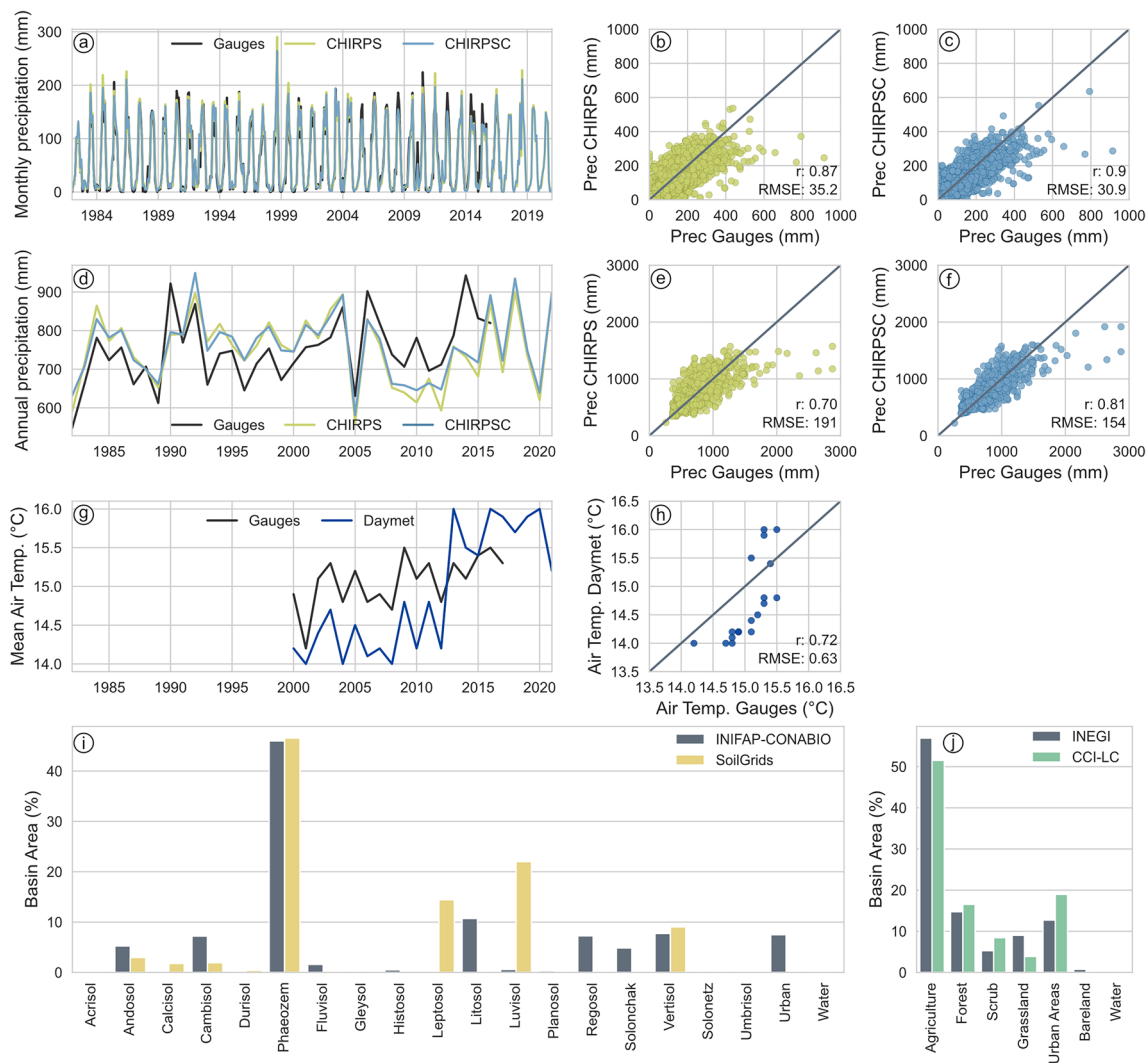 Monthly precipitation (mm)
300
200
100
0
a
Gauges
CHIRPS
CHIRPSC
1984
1989
1994
1999
2004
2009
2014
2019
Prec CHIRPS (mm)
1000
800
600
400
200
0
b
r: 0.87
RMSE: 35.2
0 200 400 600 800 1000
Prec Gauges (mm)
Prec CHIRPSC (mm)
1000
800
600
400
200
0
c
r: 0.9
RMSE: 30.9
0 200 400 600 800 1000
Prec Gauges (mm)
Annual precipitation (mm)
900
800
700
600
d
Gauges
CHIRPS
CHIRPSC
1985 1990 1995 2000 2005 2010 2015 2020
Prec CHIRPS (mm)
3000
2000
1000
0
e
r: 0.70
RMSE: 191
0 1000 2000 3000
Prec Gauges (mm)
Prec CHIRPSC (mm)
3000
2000
1000
0
f
r: 0.81
RMSE: 154
0 1000 2000 3000
Prec Gauges (mm)
Mean Air Temp. (°C)
16.0
15.5
15.0
14.5
14.0
g
Gauges
Daymet
1985 1990 1995 2000 2005 2010 2015 2020
Air Temp. Daymet (°C)
16.5
16.0
15.5
15.0
14.5
14.0
13.5
h
r: 0.72
RMSE: 0.63
13.5 14.0 14.5 15.0 15.5 16.0 16.5
Air Temp. Gauges (°C)
Basin Area (%)
40
30
20
10
0
i
INIFAP-CONABIO
SoilGrids
Acrisol
Andosol
Calcisol
Cambisol
Durisol
Phaeozem
Fluvisol
Gleysol
Histosol
Leptosol
Litosol
Luvisol
Planosol
Regosol
Solonchak
Vertisol
Solonetz
Umbrisol
Urban
Water
Basin Area (%)
50
40
30
20
10
0
j
INEGI
CCI-LC
Agriculture
Forest
Scrub
Grassland
Urban Areas
Bareland
Water